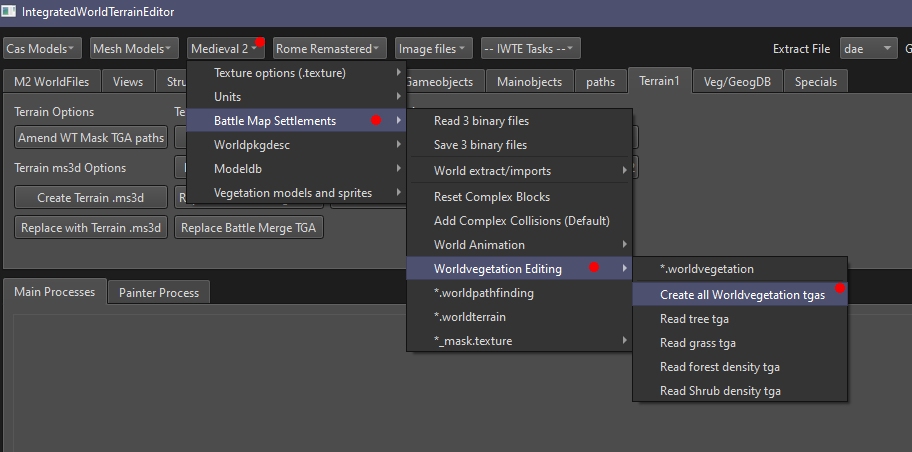 IntegratedWorldTerrainEditor
Cas Models Mesh Models Medieval 2 Rome Remastered Image files -- IWTE Tasks -- Extract File dae G
M2 WorldFiles Views Stru Gameobjects Mainobjects paths Terrain1 Veg/GeogDB Specials
Texture options (.texture)
Units
Battle Map Settlements
Worldpkgdesc
Modeldb
Vegetation models and sprites
Terrain Options Te
Amend WT Mask TGA paths
Terrain ms3d Options
Create Terrain .ms3d
Replace with Terrain .ms3d Replace Battle Merge TGA
Read 3 binary files
Save 3 binary files
World extract/imports
Reset Complex Blocks
Add Complex Collisions (Default)
World Animation
Worldvegetation Editing
*.worldpathfinding
*.worldterrain
*_mask.texture
*.worldvegetation
Create all Worldvegetation tgas
Read tree tga
Read grass tga
Read forest density tga
Read Shrub density tga
Main Processes Painter Process